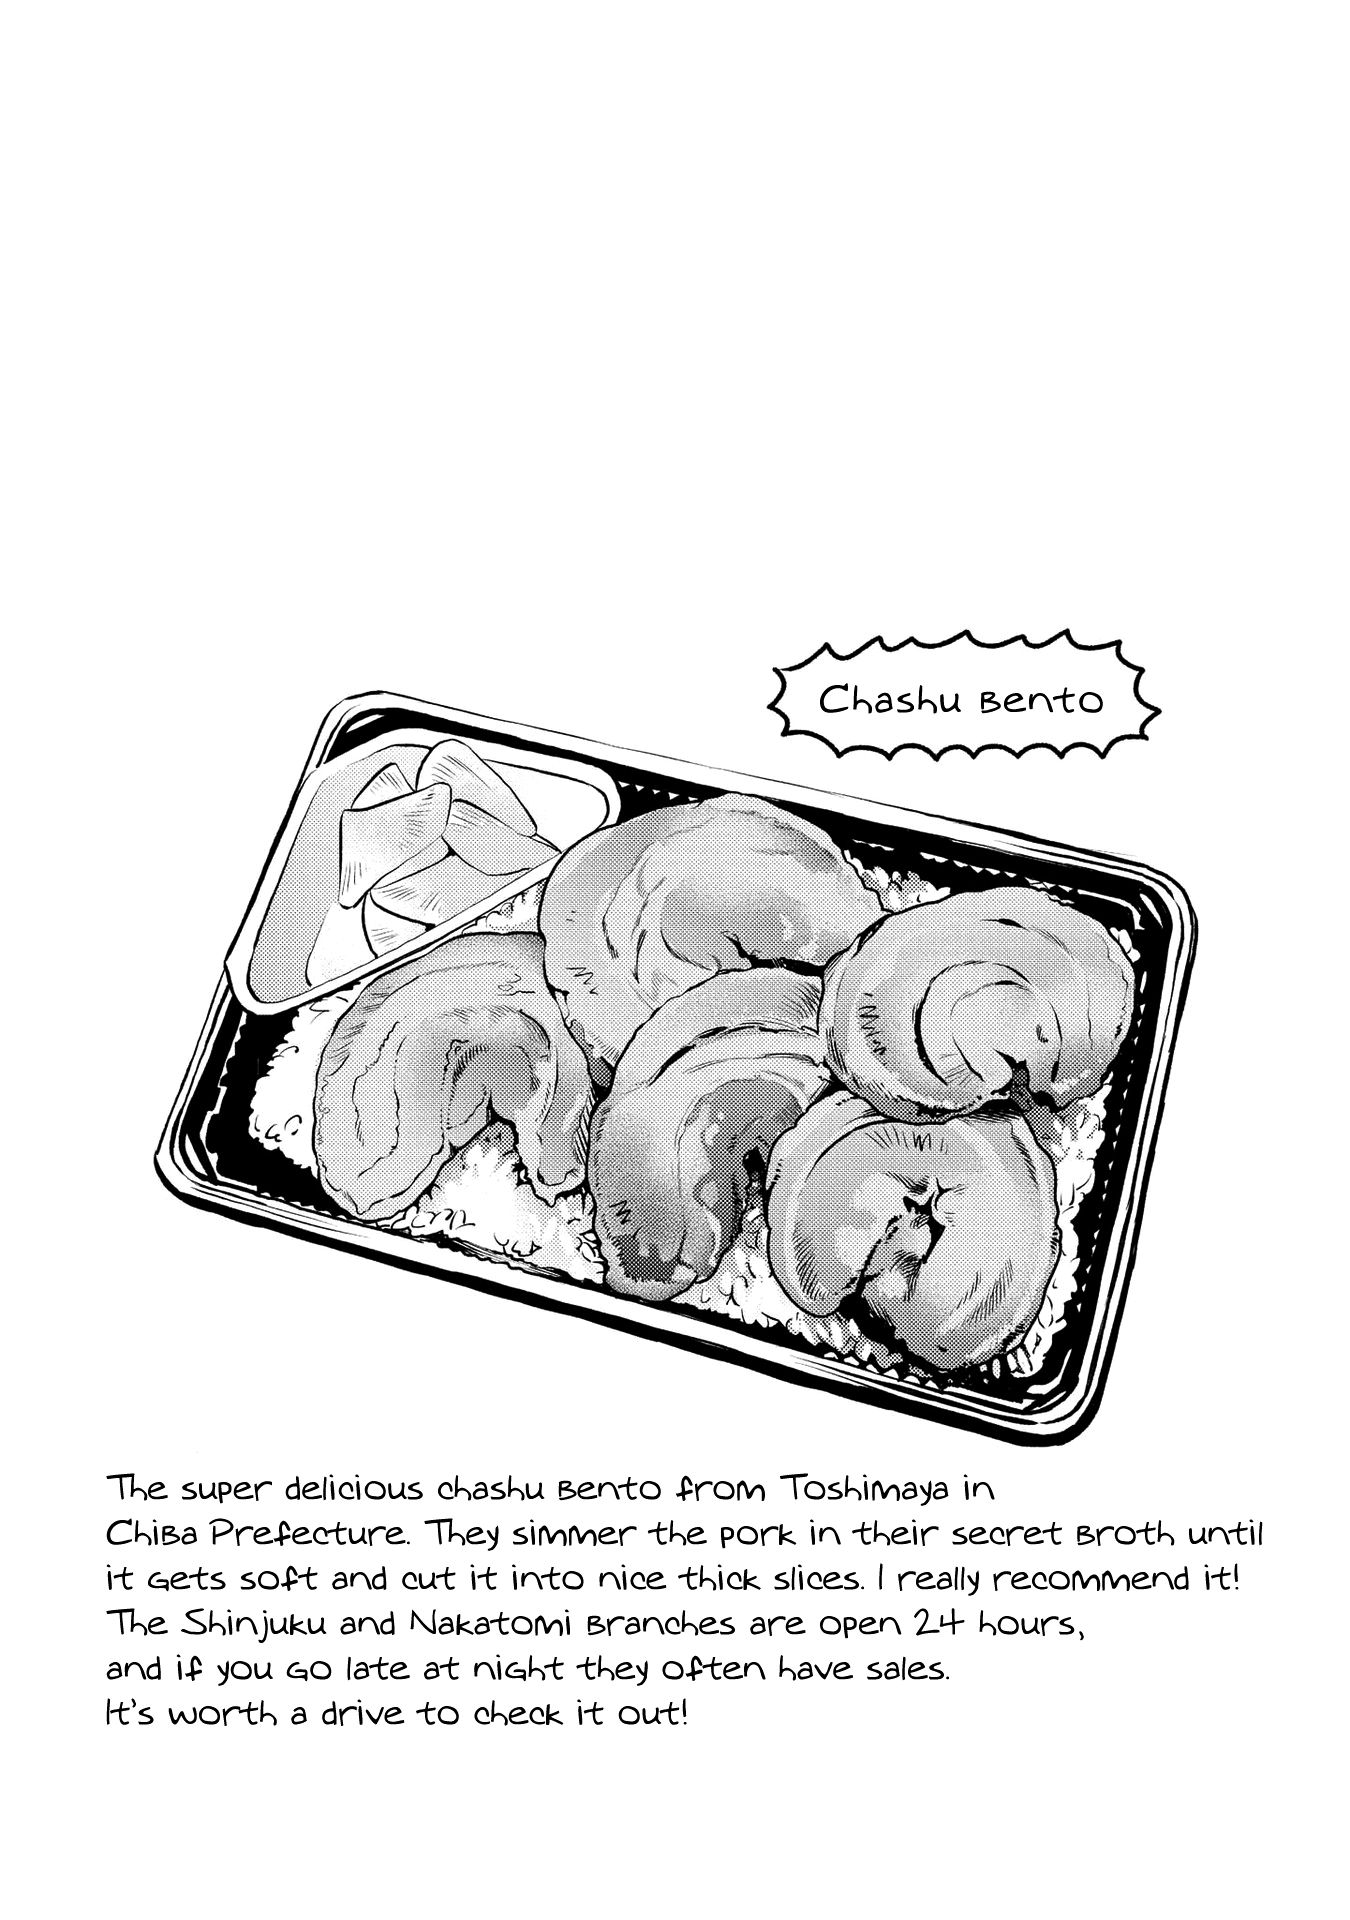 Chashu Bento
The super delicious chashu Bento from Toshimaya in
Chiba Prefecture. They simmer the pork in their secret broth until
it gets soft and cut it into nice thick slices. I really recommend it!
The Shinjuku and Nakatomi branches are open 24 hours,
and if you go late at night they often have sales.
It's worth a drive to check it out!